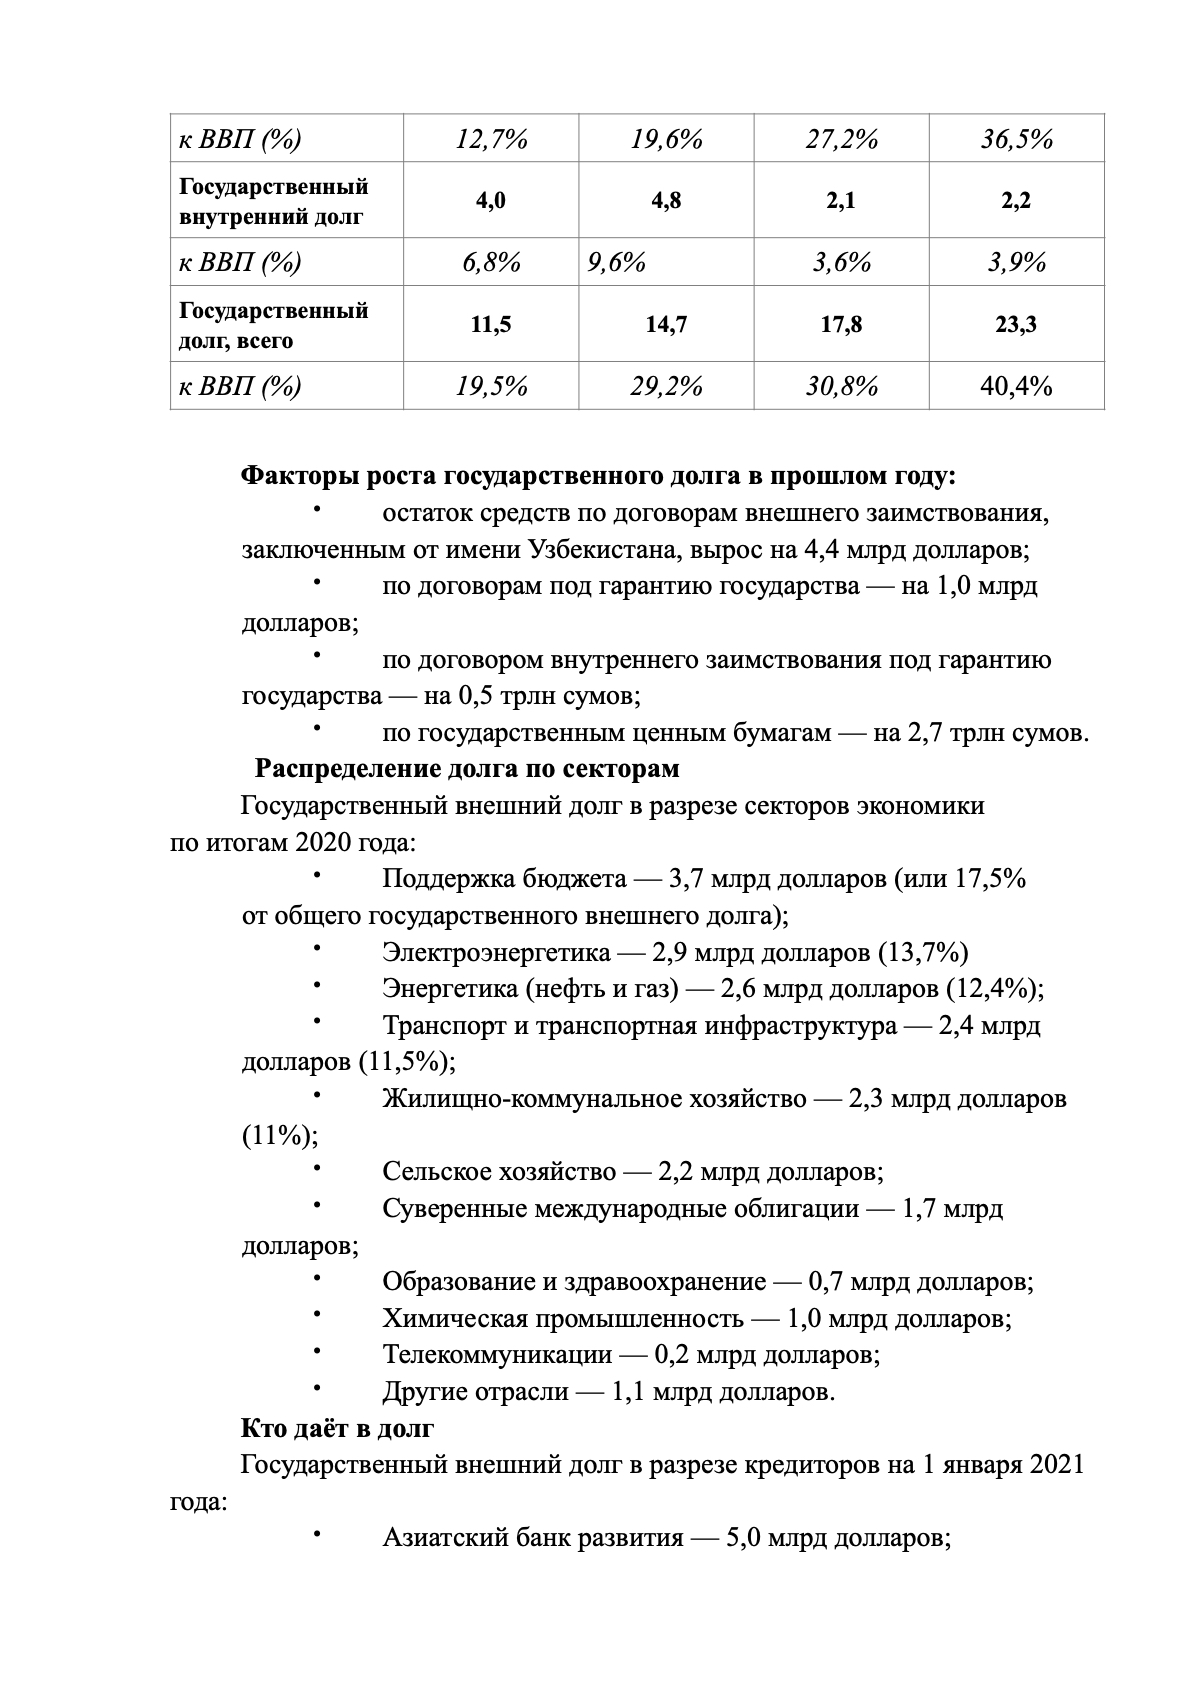 к ВВП (%) 12,7% 19,6% 27,2% 36,5%
Государственный
внутренний долг 4,0 4,8 2,1 2,2
к ВВП (%) 6,8% 9,6% 3,6% 3,9%
Государственный
долг, всего 11,5 14,7 17,8 23,3
к ВВП (%) 19,5% 29,2% 30,8% 40,4%
Факторы роста государственного долга в прошлом году:
• остаток средств по договорам внешнего заимствования,
заключенным от имени Узбекистана, вырос на 4,4 млрд долларов;
• по договорам под гарантию государства — на 1,0 млрд
долларов;
• по договором внутреннего заимствования под гарантию
государства — на 0,5 трлн сумов;
• по государственным ценным бумагам — на 2,7 трлн сумов.
Распределение долга по секторам
Государственный внешний долг в разрезе секторов экономики
по итогам 2020 года:
• Поддержка бюджета — 3,7 млрд долларов (или 17,5%
от общего государственного внешнего долга);
• Электроэнергетика — 2,9 млрд долларов (13,7%)
• Энергетика (нефть и газ) — 2,6 млрд долларов (12,4%);
• Транспорт и транспортная инфраструктура — 2,4 млрд
долларов (11,5%);
• Жилищно-коммунальное хозяйство — 2,3 млрд долларов
(11%);
• Сельское хозяйство — 2,2 млрд долларов;
• Суверенные международные облигации — 1,7 млрд
долларов;
• Образование и здравоохранение — 0,7 млрд долларов;
• Химическая промышленность — 1,0 млрд долларов;
• Телекоммуникации — 0,2 млрд долларов;
• Другие отрасли — 1,1 млрд долларов.
Кто даёт в долг
Государственный внешний долг в разрезе кредиторов на 1 января 2021
года:
• Азиатский банк развития — 5,0 млрд долларов;